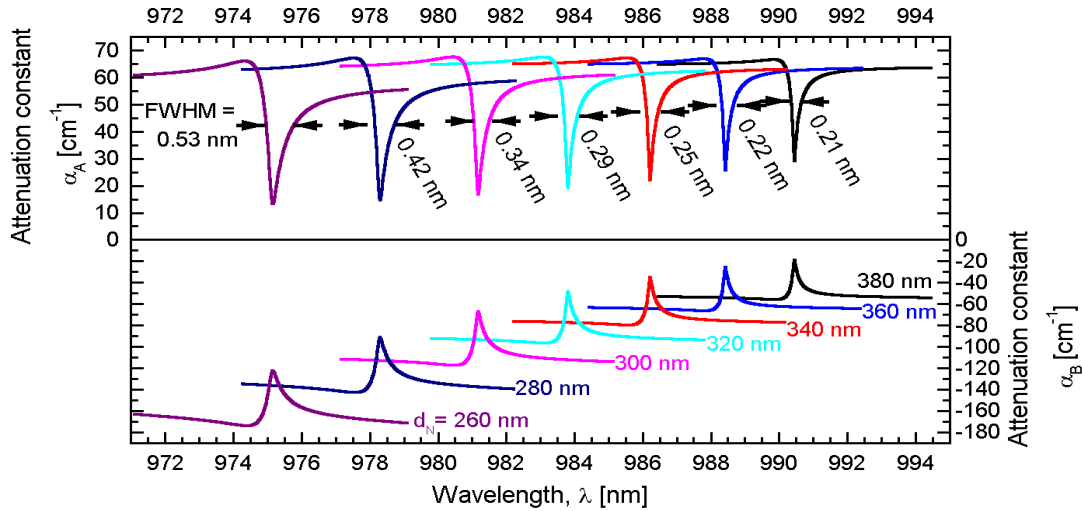 972 974 976 978 980 982 984 986 988 990 992 994
70
60
50
40
30
20
10
0
Attenuation constant
α_A [cm⁻¹]
FWHM =
0.53 nm
0.42 nm
0.34 nm
0.29 nm
0.25 nm
0.22 nm
0.21 nm
0
-20
-40
-60
-80
-100
-120
-140
-160
-180
Attenuation constant
α_B [cm⁻¹]
380 nm
360 nm
340 nm
320 nm
300 nm
280 nm
d_N= 260 nm
972 974 976 978 980 982 984 986 988 990 992 994
Wavelength, λ [nm]